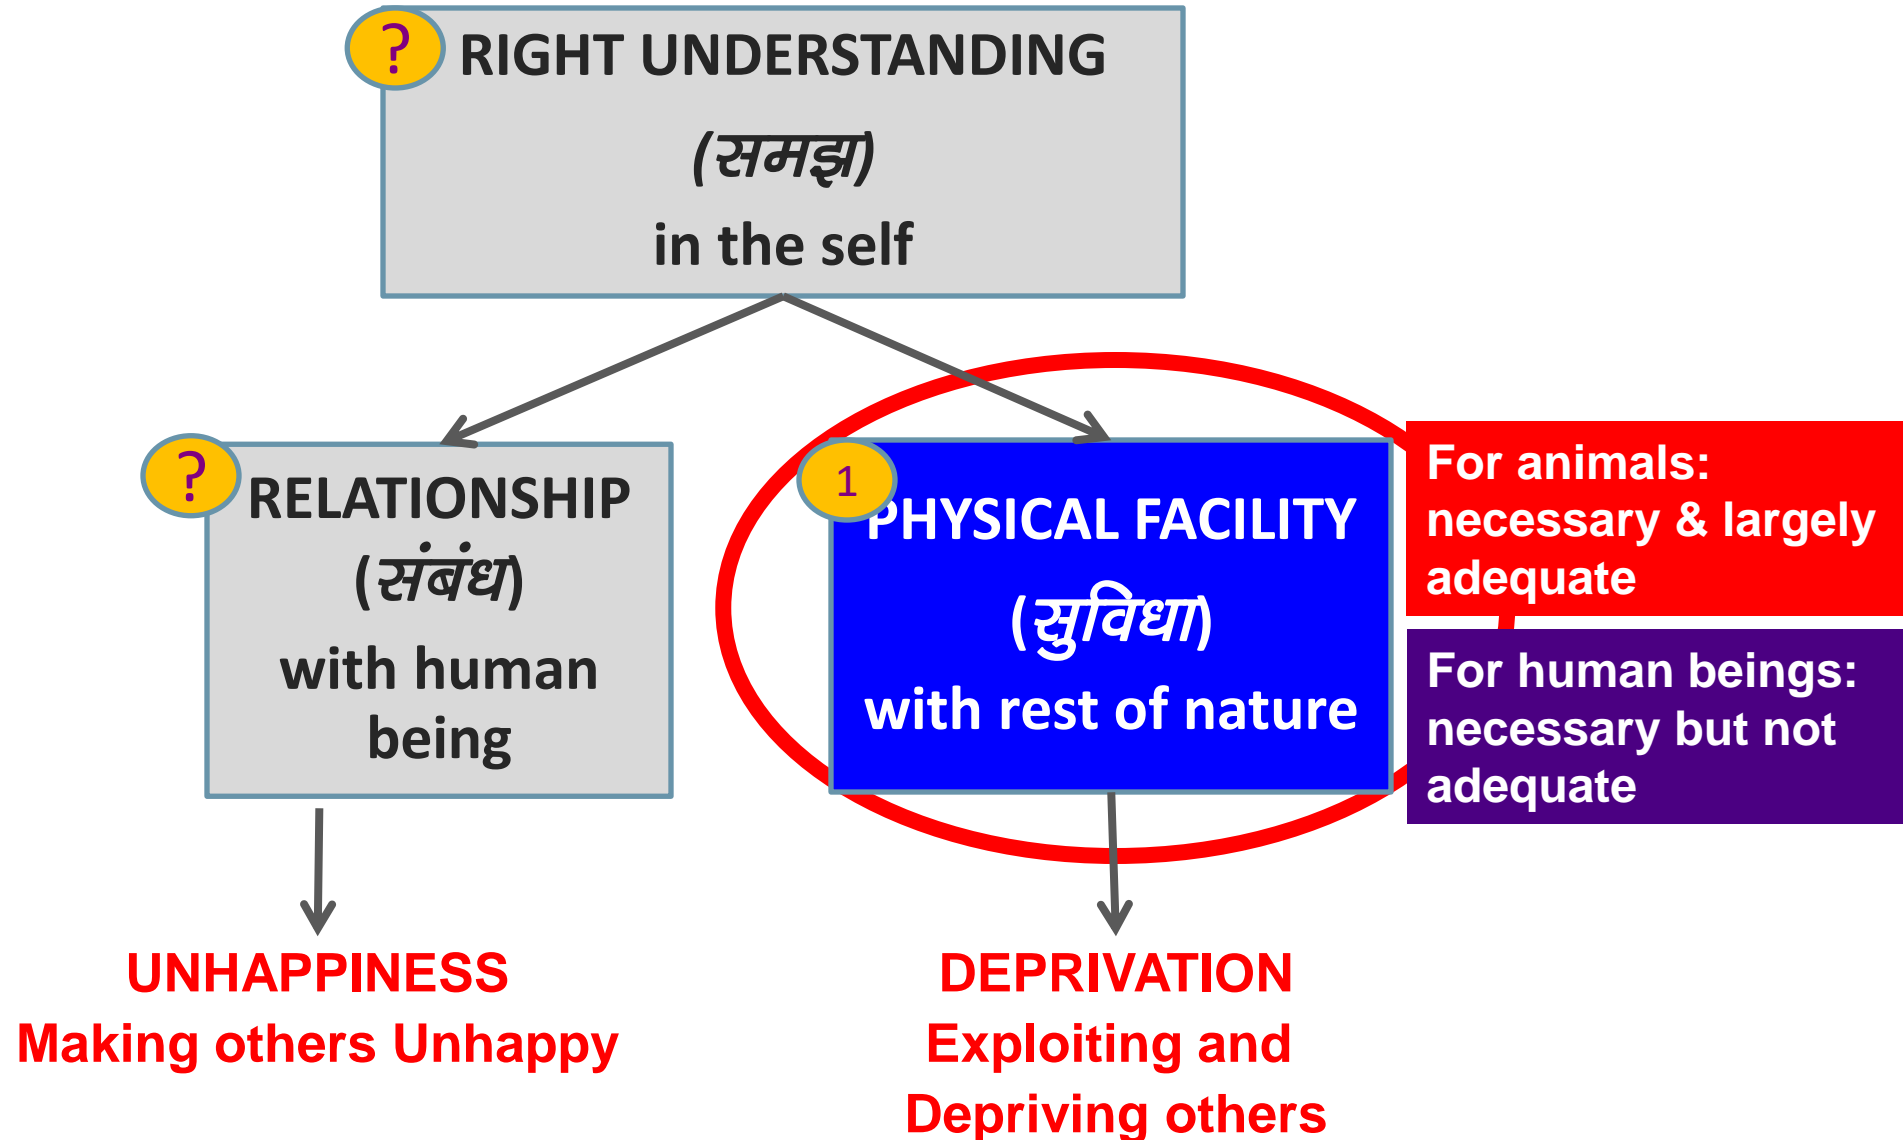 ?
RIGHT UNDERSTANDING
(समझ)
in the self
?
RELATIONSHIP
(संबंध)
with human
being
1
PHYSICAL FACILITY
(सुविधा)
with rest of nature
For animals:
necessary & largely
adequate
For human beings:
necessary but not
adequate
UNHAPPINESS
Making others Unhappy
DEPRIVATION
Exploiting and
Depriving others